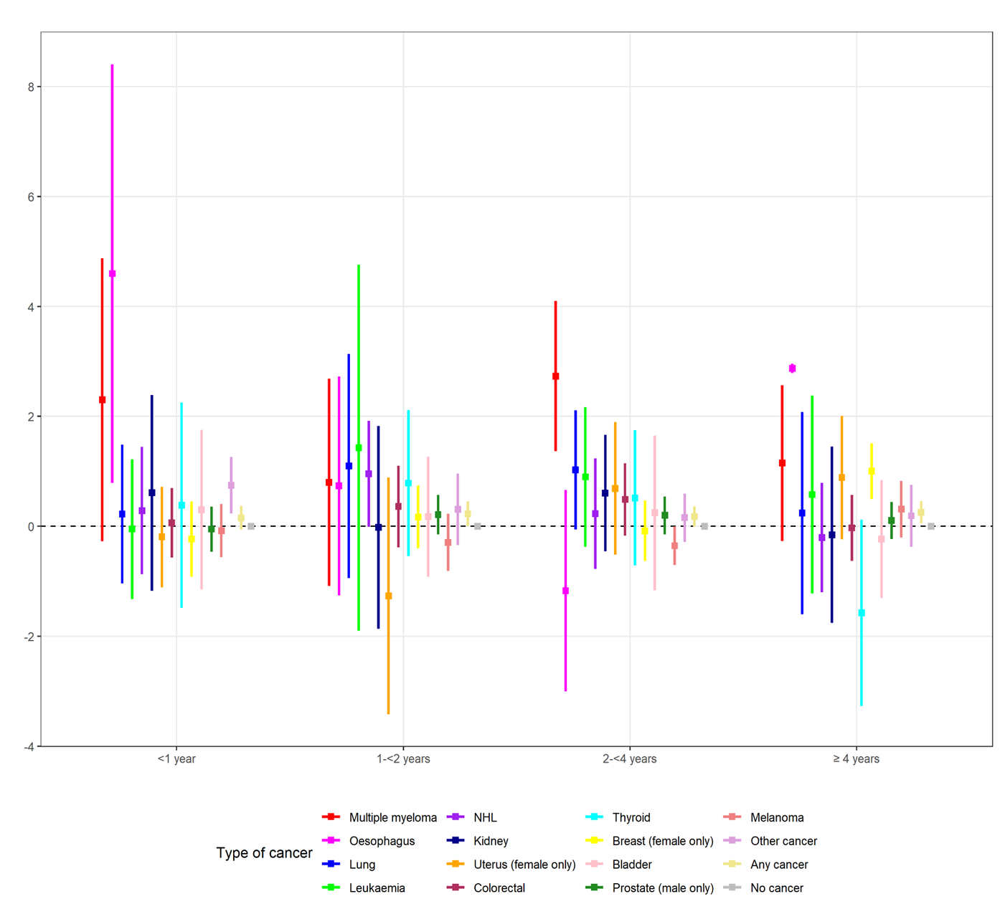 8
6
4
2
0
-2
-4
<1 year 1-<2 years 2-<4 years ≥ 4 years
Type of cancer
Multiple myeloma NHL Thyroid Melanoma
Oesophagus Kidney Breast (female only) Other cancer
Lung Uterus (female only) Bladder Any cancer
Leukaemia Colorectal Prostate (male only) No cancer